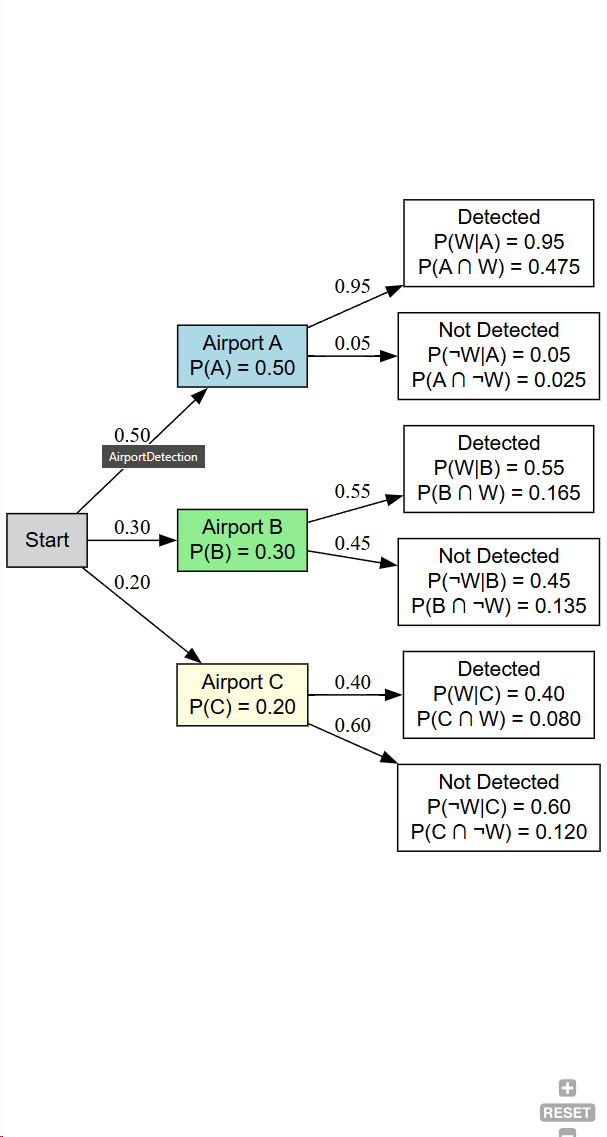 Detected
P(W|A) = 0.95
P(A ∩ W) = 0.475
0.95
Airport A
P(A) = 0.50
0.05
Not Detected
P(¬W|A) = 0.05
P(A ∩ ¬W) = 0.025
0.50
AirportDetection
Detected
P(W|B) = 0.55
P(B ∩ W) = 0.165
0.55
Start
0.30
Airport B
P(B) = 0.30
0.45
Not Detected
P(¬W|B) = 0.45
P(B ∩ ¬W) = 0.135
0.20
Airport C
P(C) = 0.20
0.40
Detected
P(W|C) = 0.40
P(C ∩ W) = 0.080
0.60
Not Detected
P(¬W|C) = 0.60
P(C ∩ ¬W) = 0.120
RESET